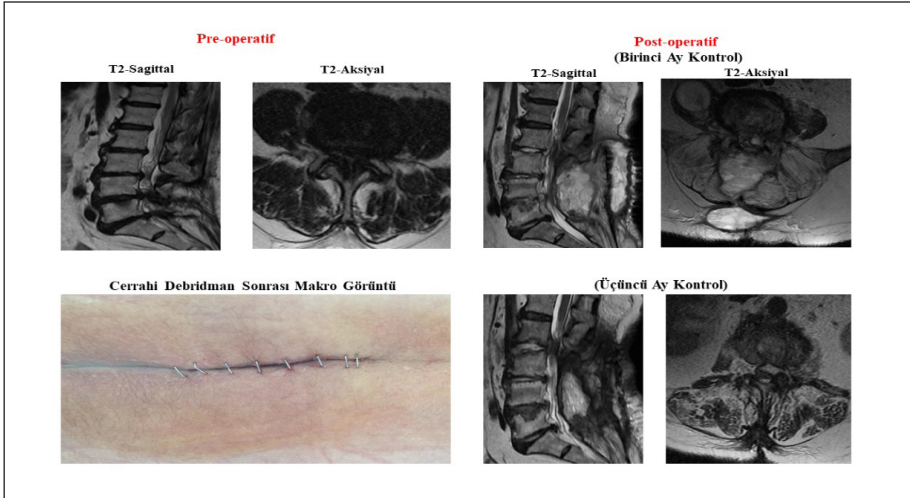 Pre-operatif
T2-Sagittal
T2-Aksiyal
Post-operatif
(Birinci Ay Kontrol)
T2-Sagittal
T2-Aksiyal
Cerrahi Debridman Sonrası Makro Görüntü
(Üçüncü Ay Kontrol)